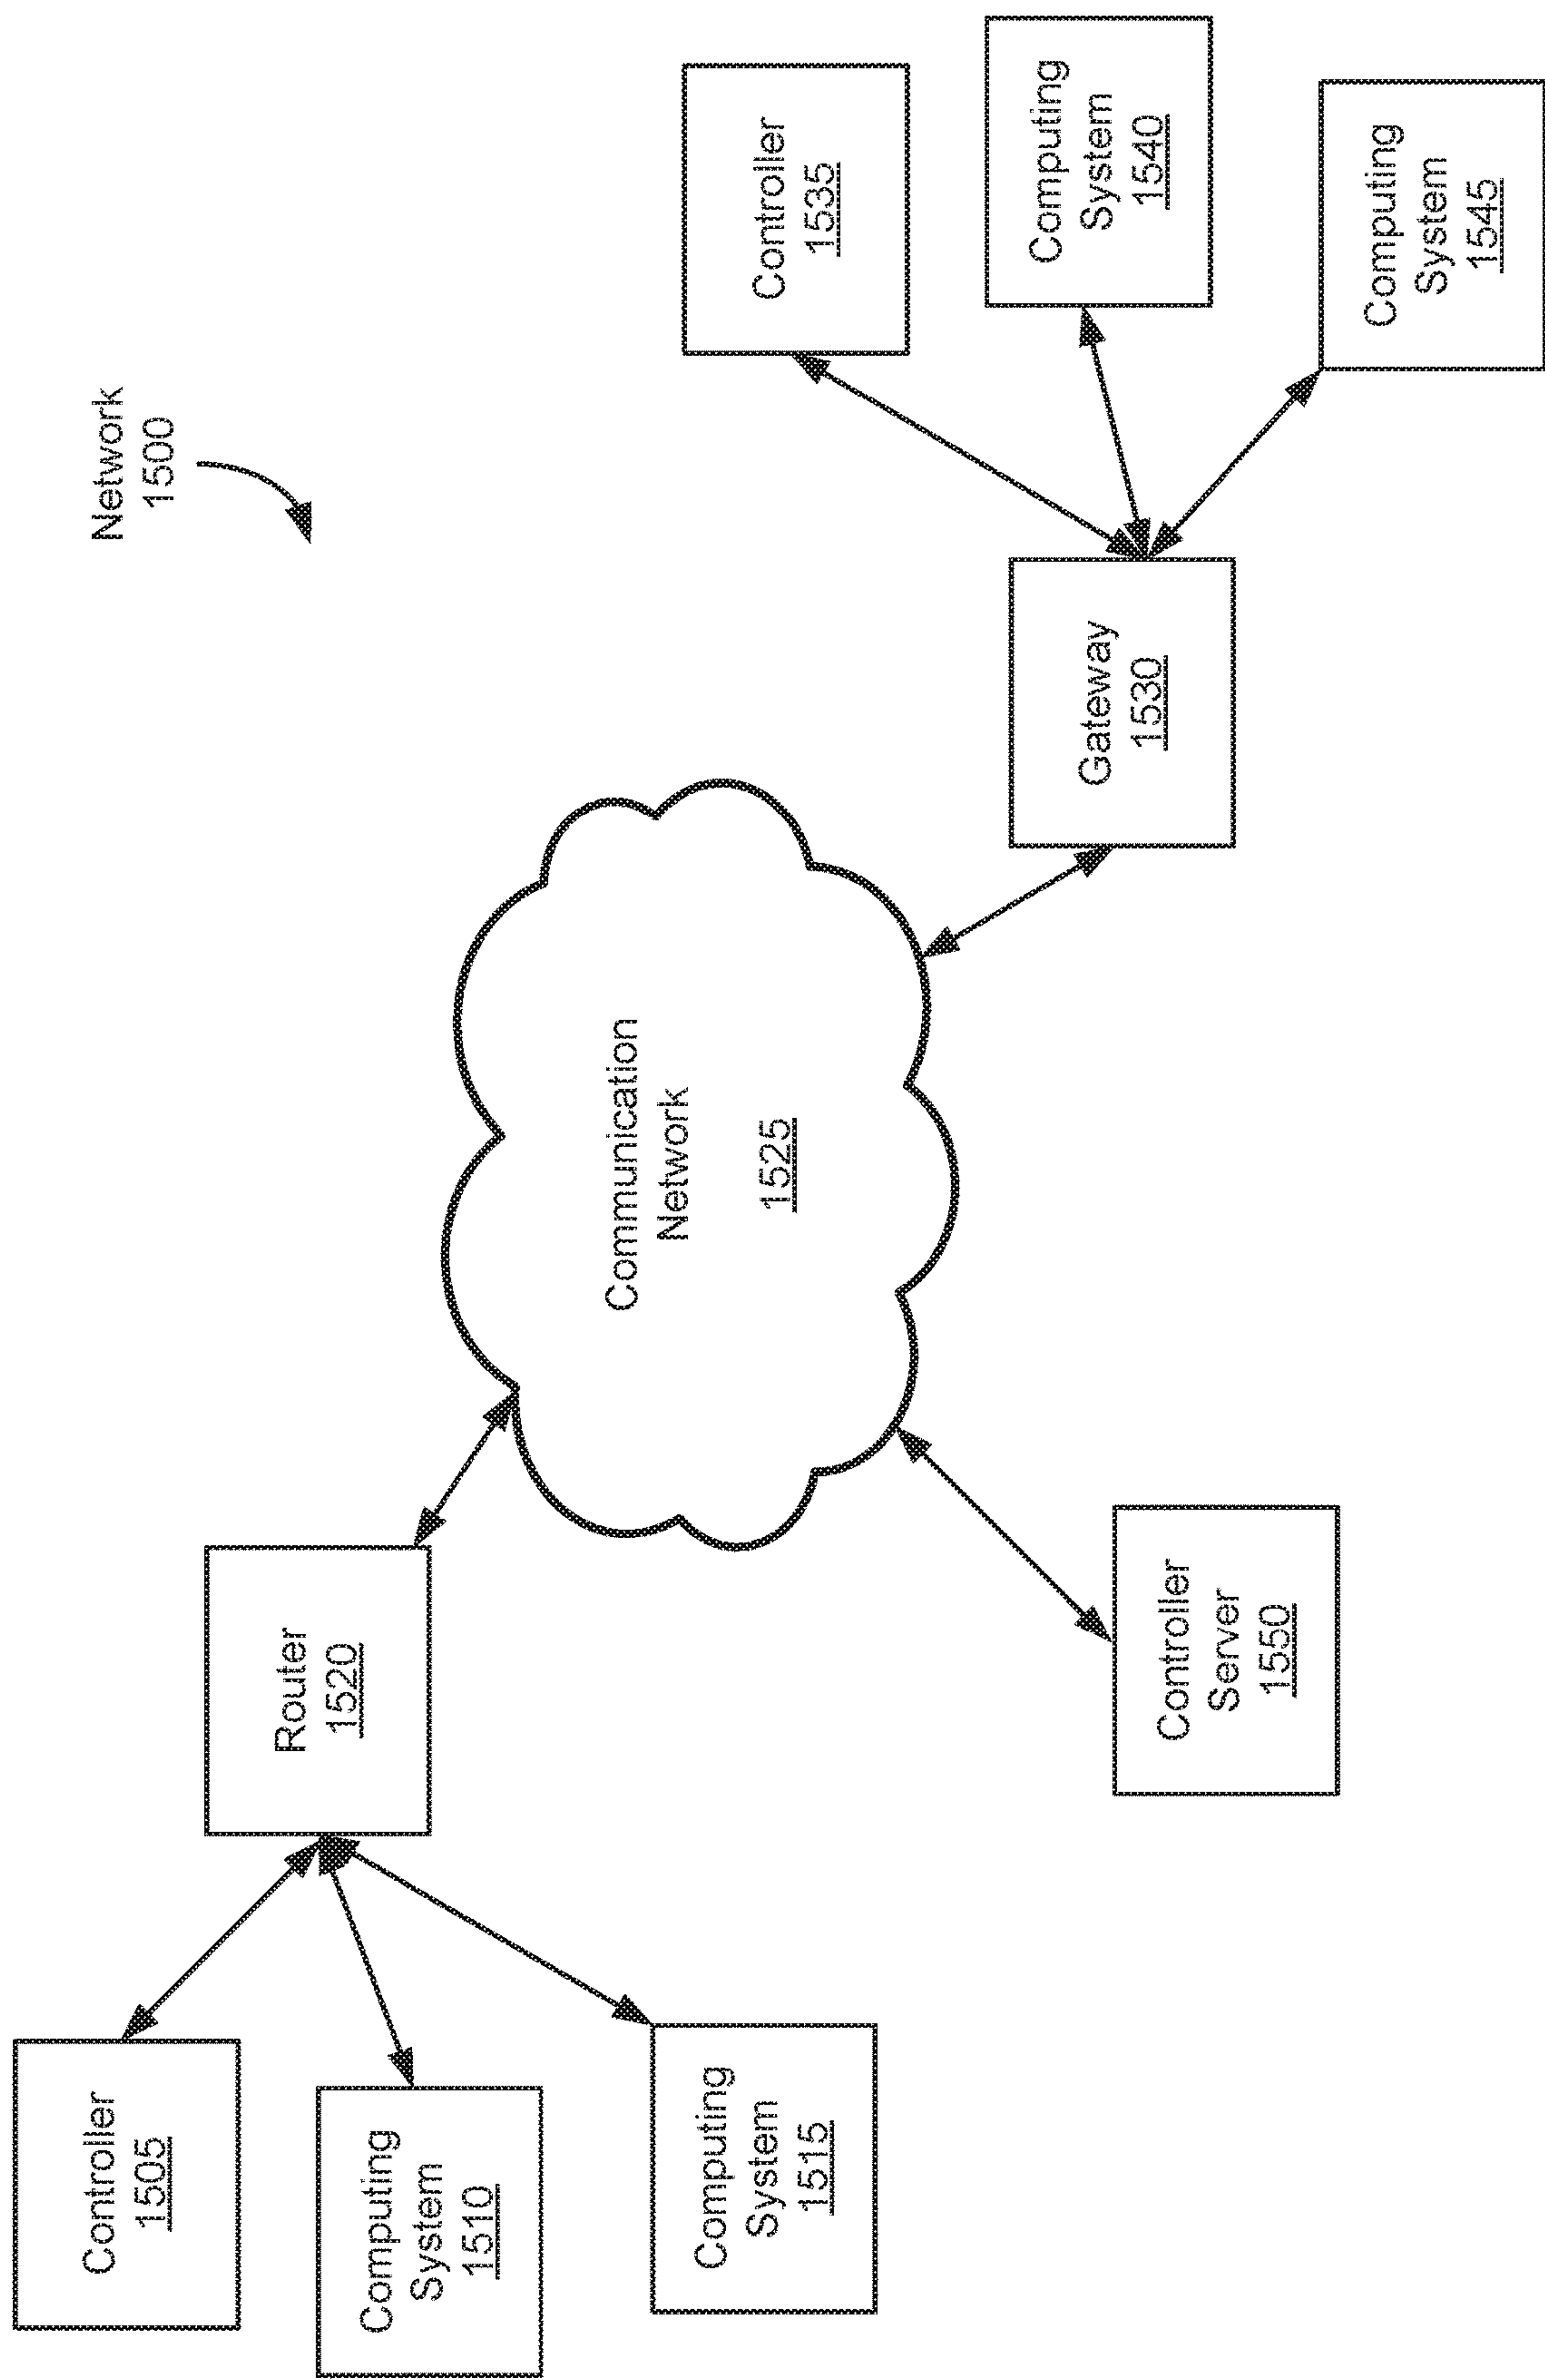 Network
1500
Controller
1505
Computing
System
1510
Computing
System
1515
Router
1520
Communication
Network
1525
Controller
Server
1550
Gateway
1530
Controller
1535
Computing
System
1540
Computing
System
1545